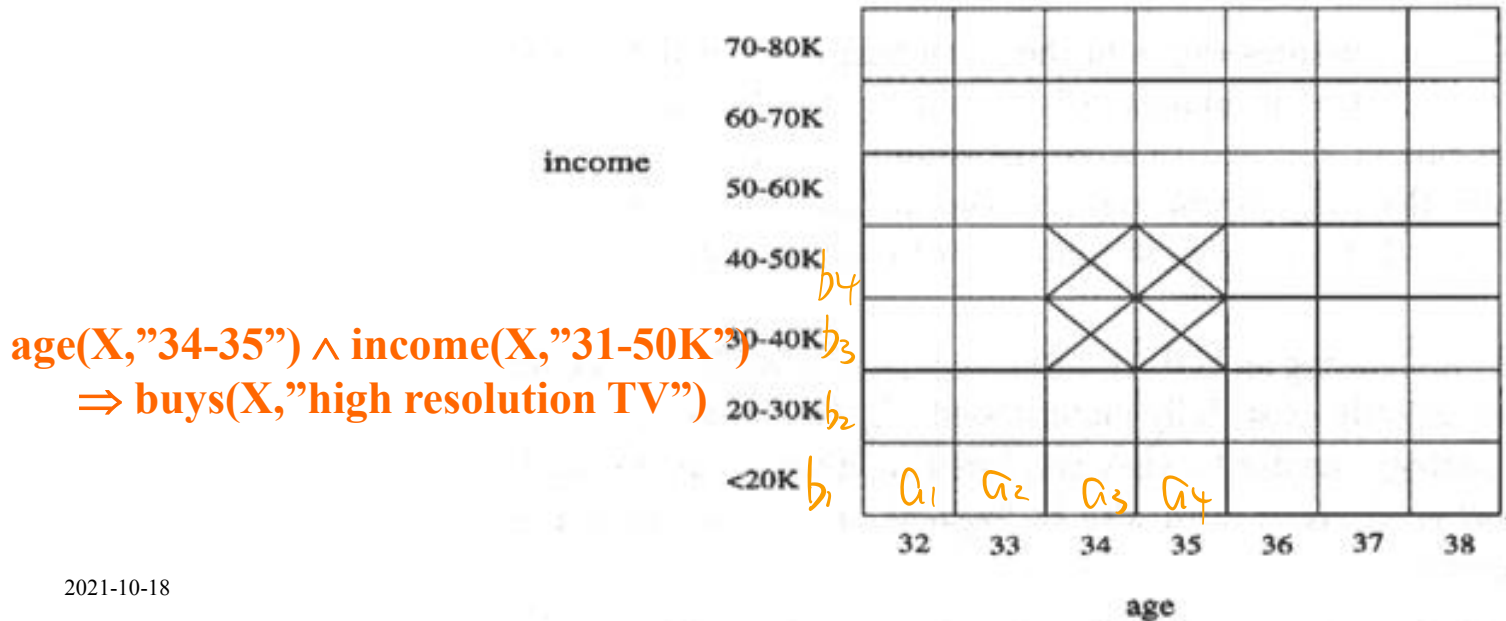 70-80K
60-70K
income
50-60K
40-50K b4
age(X,”34-35”) ∧ income(X,”31-50K”)
30-40K b3
⇒ buys(X,”high resolution TV”)
20-30K b2
<20K b1 a1 a2 a3 a4
32 33 34 35 36 37 38
2021-10-18
age